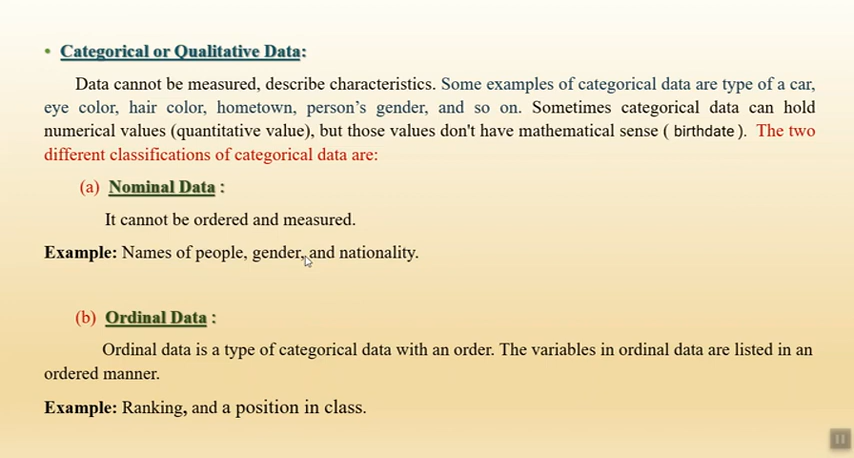 • Categorical or Qualitative Data:
Data cannot be measured, describe characteristics. Some examples of categorical data are type of a car,
eye color, hair color, hometown, person's gender, and so on. Sometimes categorical data can hold
numerical values (quantitative value), but those values don't have mathematical sense ( birthdate ). The two
different classifications of categorical data are:
(a) Nominal Data :
It cannot be ordered and measured.
Example: Names of people, gender, and nationality.
(b) Ordinal Data :
Ordinal data is a type of categorical data with an order. The variables in ordinal data are listed in an
ordered manner.
Example: Ranking, and a position in class.